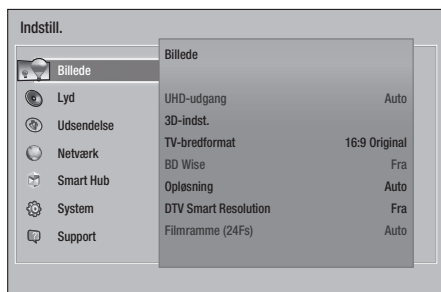 Indstill.
Billede
Lyd
Udsendelse
Netværk
Smart Hub
System
Support
Billede
UHD-udgang Auto
3D-indst.
TV-bredformat 16:9 Original
BD Wise Fra
Opløsning Auto
DTV Smart Resolution Fra
Filmramme (24Fs) Auto